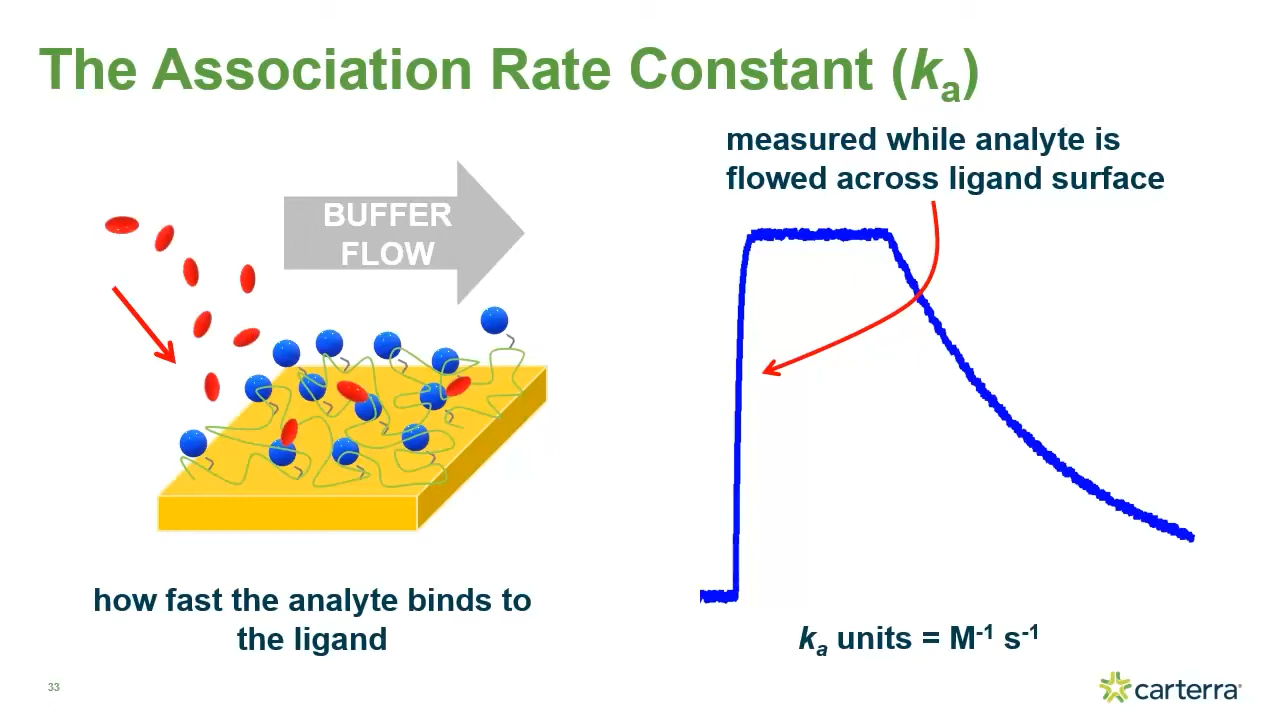 The Association Rate Constant (kₐ)
measured while analyte is
flowed across ligand surface
BUFFER
FLOW
how fast the analyte binds to
the ligand
kₐ units = M⁻¹ s⁻¹
33
carterra